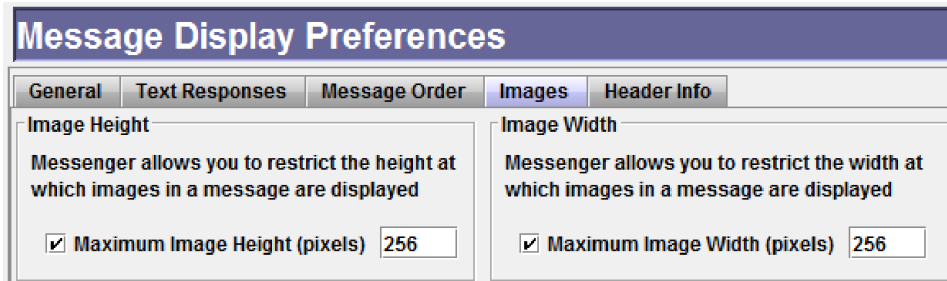 Message Display Preferences
General Text Responses Message Order Images Header Info
Image Height
Messenger allows you to restrict the height at
which images in a message are displayed
Maximum Image Height (pixels) 256
Image Width
Messenger allows you to restrict the width at
which images in a message are displayed
Maximum Image Width (pixels) 256